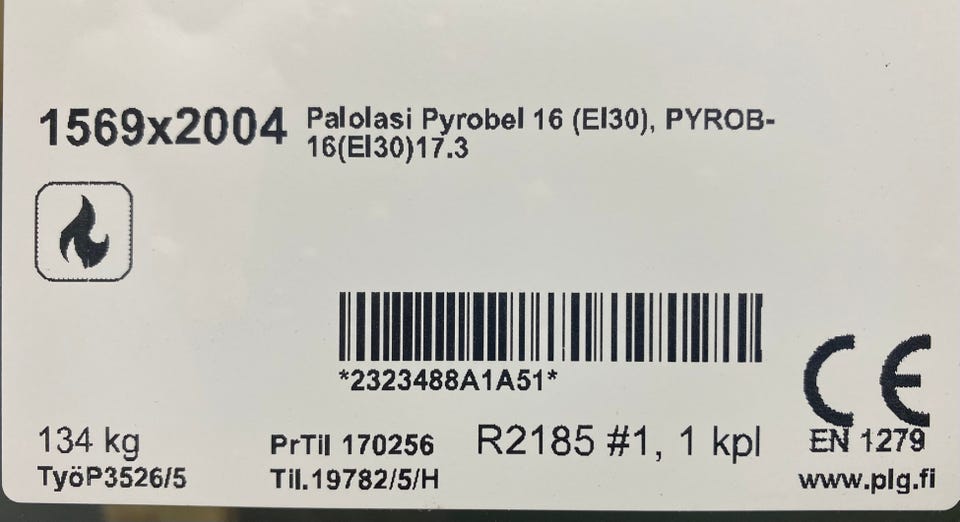 1569x2004 Palolasi Pyrobel 16 (EI30), PYROB-
16(EI30)17.3
*2323488A1A51*
CE
134 kg PrTil 170256 R2185 #1, 1 kpl EN 1279
TyöP3526/5 Til.19782/5/H www.plg.fi